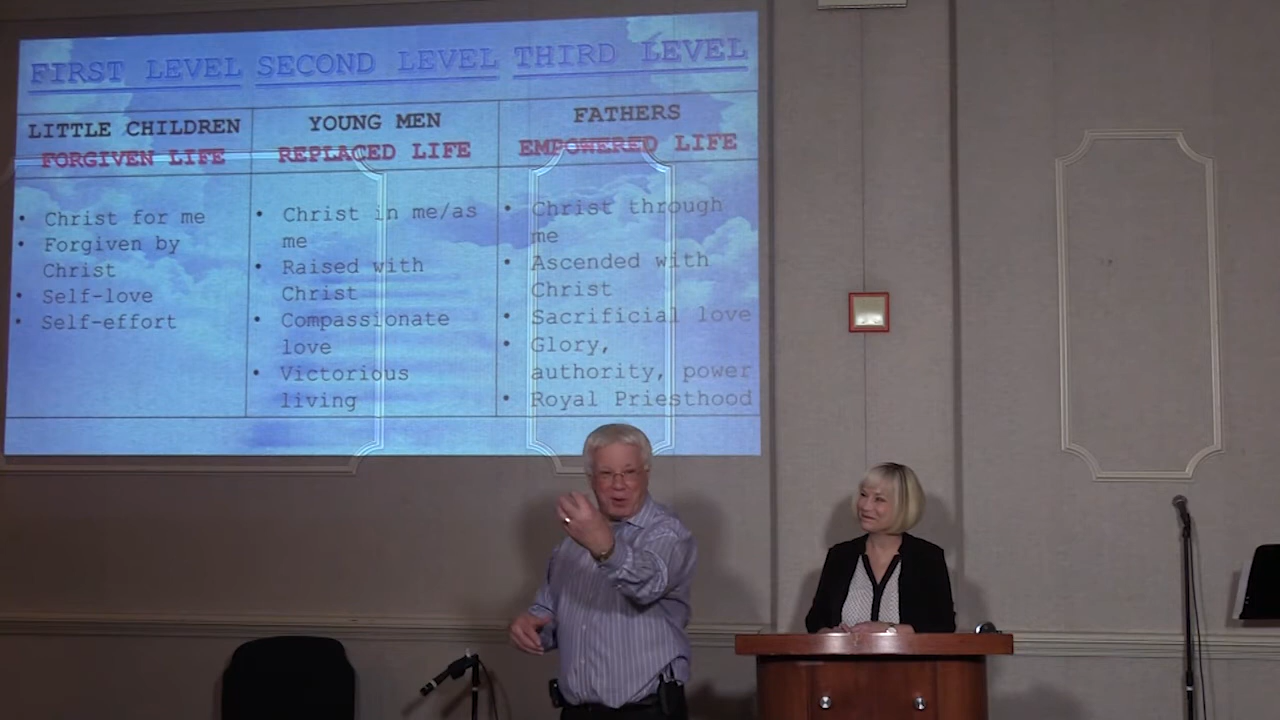 FIRST LEVEL SECOND LEVEL THIRD LEVEL
LITTLE CHILDREN
FORGIVEN LIFE
• Christ for me
• Forgiven by
Christ
• Self-love
• Self-effort
YOUNG MEN
REPLACED LIFE
• Christ in me/as
me
• Raised with
Christ
• Compassionate
love
• Victorious
living
FATHERS
EMPOWERED LIFE
• Christ through
me
• Ascended with
Christ
• Sacrificial love
• Glory,
authority, power
• Royal Priesthood